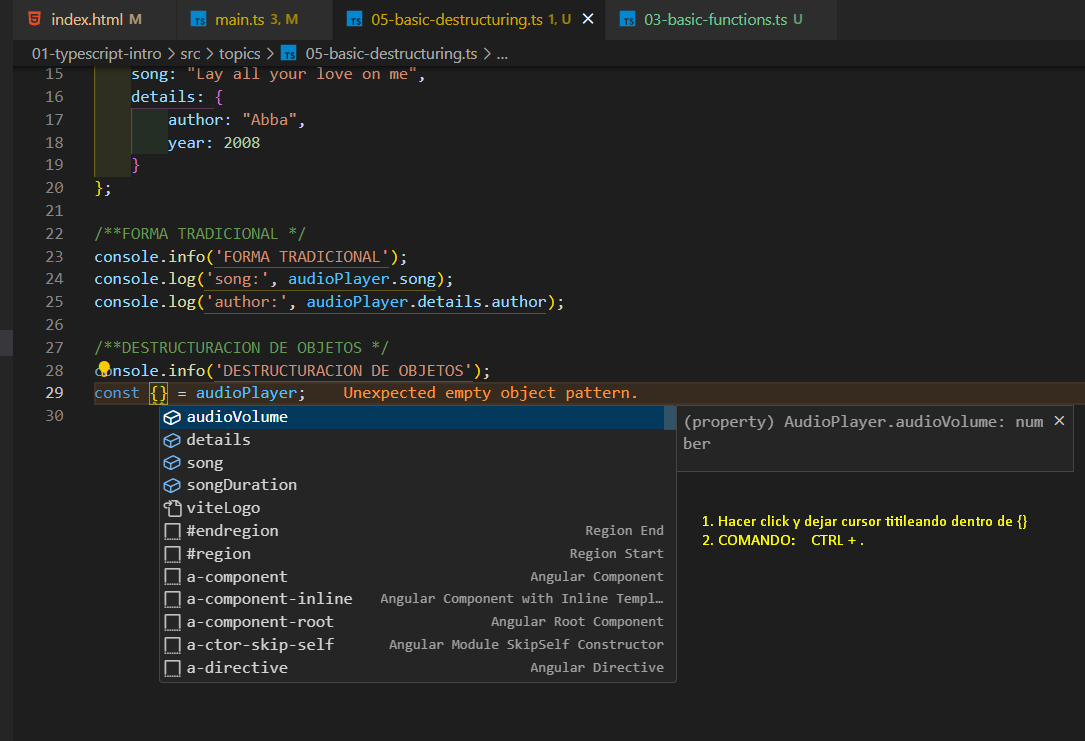 index.html M
main.ts 3, M
05-basic-destructuring.ts 1, U
03-basic-functions.ts U
01-typescript-intro > src > topics > TS 05-basic-destructuring.ts > ...
15 song: "Lay all your love on me",
16 details: {
17 author: "Abba",
18 year: 2008
19 }
20 };
21
22 /**FORMA TRADICIONAL */
23 console.info('FORMA TRADICIONAL');
24 console.log('song:', audioPlayer.song);
25 console.log('author:', audioPlayer.details.author);
26
27 /**DESTRUCTURACION DE OBJETOS */
28 console.info('DESTRUCTURACION DE OBJETOS');
29 const {} = audioPlayer; Unexpected empty object pattern.
30
audioVolume
details
song
songDuration
viteLogo
#endregion Region End
#region Region Start
a-component Angular Component
a-component-inline Angular Component with Inline Templ…
a-component-root Angular Root Component
a-ctor-skip-self Angular Module SkipSelf Constructor
a-directive Angular Directive
(property) AudioPlayer.audioVolume: num
ber
1. Hacer click y dejar cursor titileando dentro de {}
2. COMANDO: CTRL + .